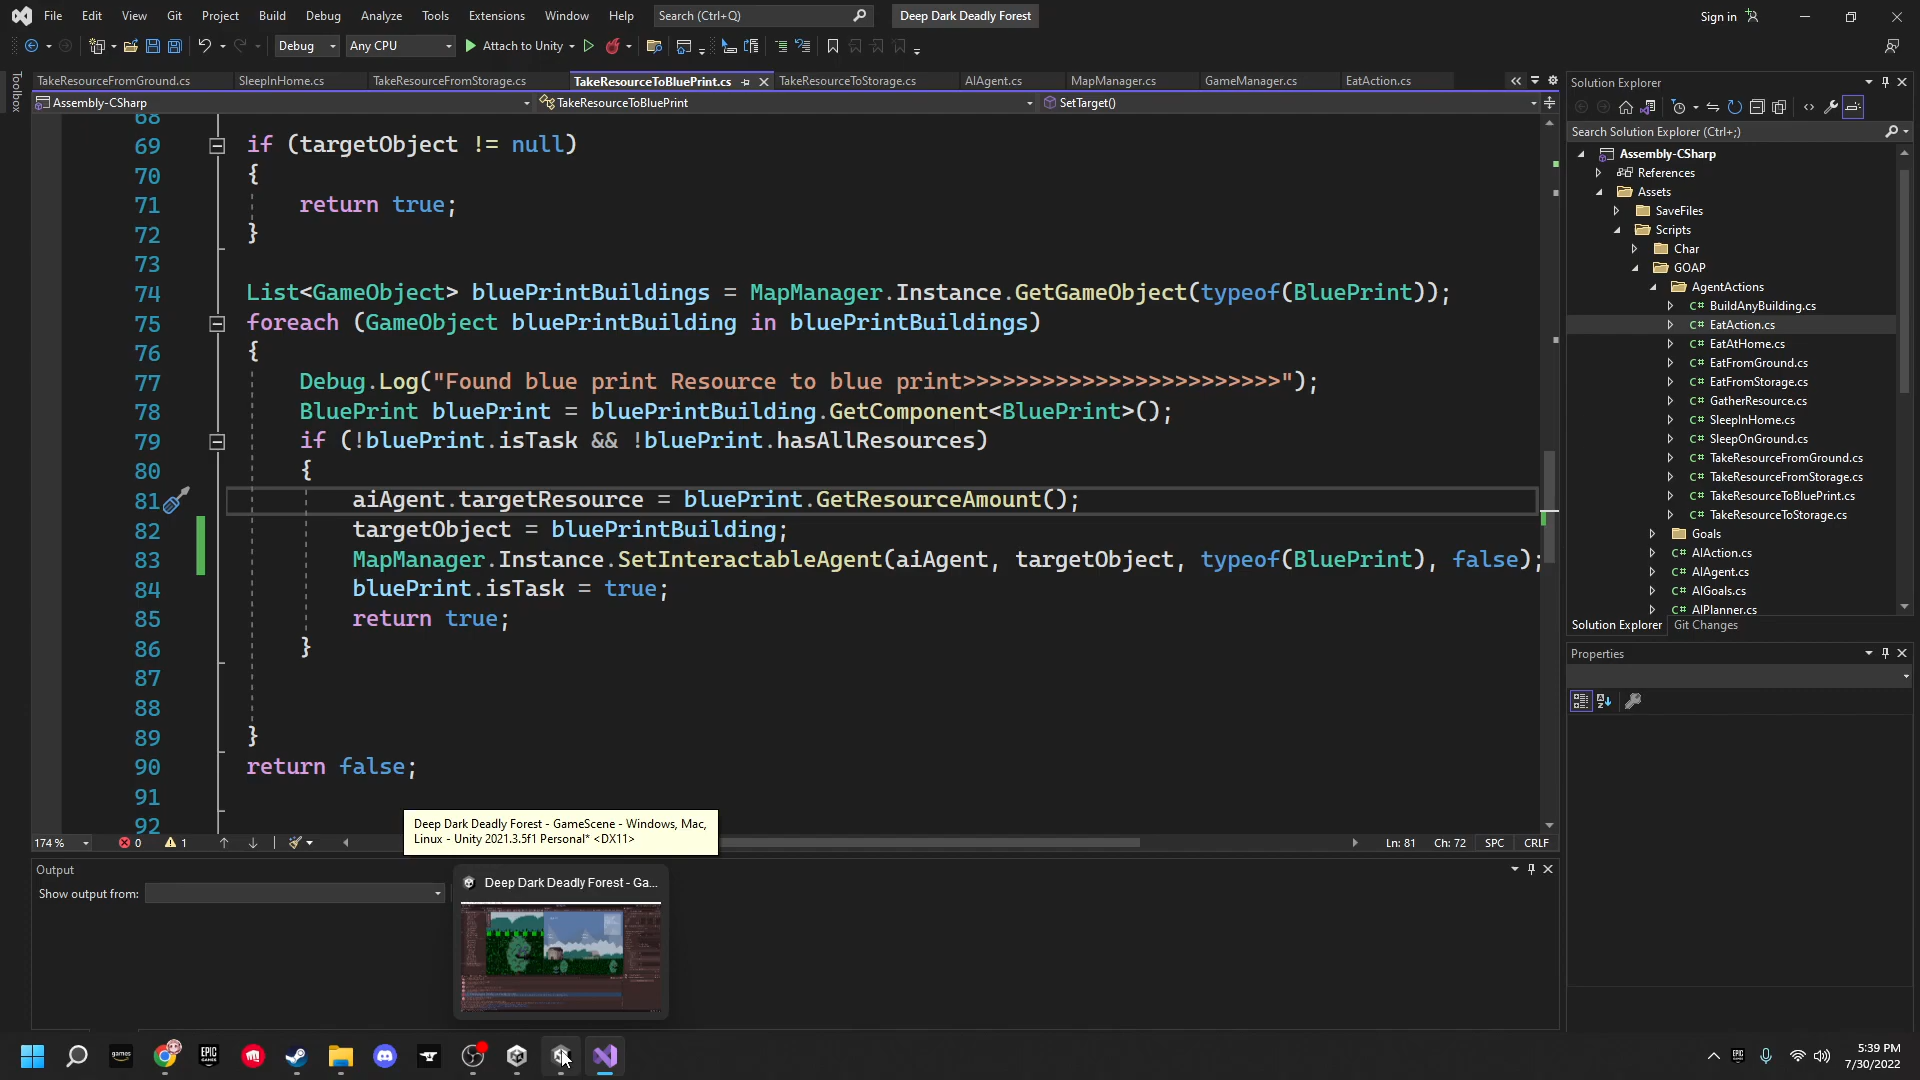 File Edit View Git Project Build Debug Analyze Tools Extensions Window Help Search (Ctrl+Q) Deep Dark Deadly Forest Sign in
Debug Any CPU Attach to Unity
TakeResourceFromGround.cs SleepInHome.cs TakeResourceFromStorage.cs TakeResourceToBluePrint.cs TakeResourceToStorage.cs AIAgent.cs MapManager.cs GameManager.cs EatAction.cs
Toolbox
Assembly-CSharp TakeResourceToBluePrint SetTarget()
68
69 if (targetObject != null)
70 {
71 return true;
72 }
73
74 List<GameObject> bluePrintBuildings = MapManager.Instance.GetGameObject(typeof(BluePrint));
75 foreach (GameObject bluePrintBuilding in bluePrintBuildings)
76 {
77 Debug.Log("Found blue print Resource to blue print>>>>>>>>>>>>>>>>>>>>>>>>");
78 BluePrint bluePrint = bluePrintBuilding.GetComponent<BluePrint>();
79 if (!bluePrint.isTask && !bluePrint.hasAllResources)
80 {
81 aiAgent.targetResource = bluePrint.GetResourceAmount();
82 targetObject = bluePrintBuilding;
83 MapManager.Instance.SetInteractableAgent(aiAgent, targetObject, typeof(BluePrint), false);
84 bluePrint.isTask = true;
85 return true;
86 }
87
88
89 }
90 return false;
91
92
174 % 0 1 Ln: 81 Ch: 72 SPC CRLF
Deep Dark Deadly Forest - GameScene - Windows, Mac,
Linux - Unity 2021.3.5f1 Personal* <DX11>
Output
Show output from:
Deep Dark Deadly Forest - Ga...
Solution Explorer
Search Solution Explorer (Ctrl+;)
Assembly-CSharp
References
Assets
SaveFiles
Scripts
Char
GOAP
AgentActions
C# BuildAnyBuilding.cs
C# EatAction.cs
C# EatAtHome.cs
C# EatFromGround.cs
C# EatFromStorage.cs
C# GatherResource.cs
C# SleepInHome.cs
C# SleepOnGround.cs
C# TakeResourceFromGround.cs
C# TakeResourceFromStorage.cs
C# TakeResourceToBluePrint.cs
C# TakeResourceToStorage.cs
Goals
C# AIAction.cs
C# AIAgent.cs
C# AIGoals.cs
C# AIPlanner.cs
Solution Explorer Git Changes
Properties
games
EPIC
GAMES
EPIC
5:39 PM
7/30/2022